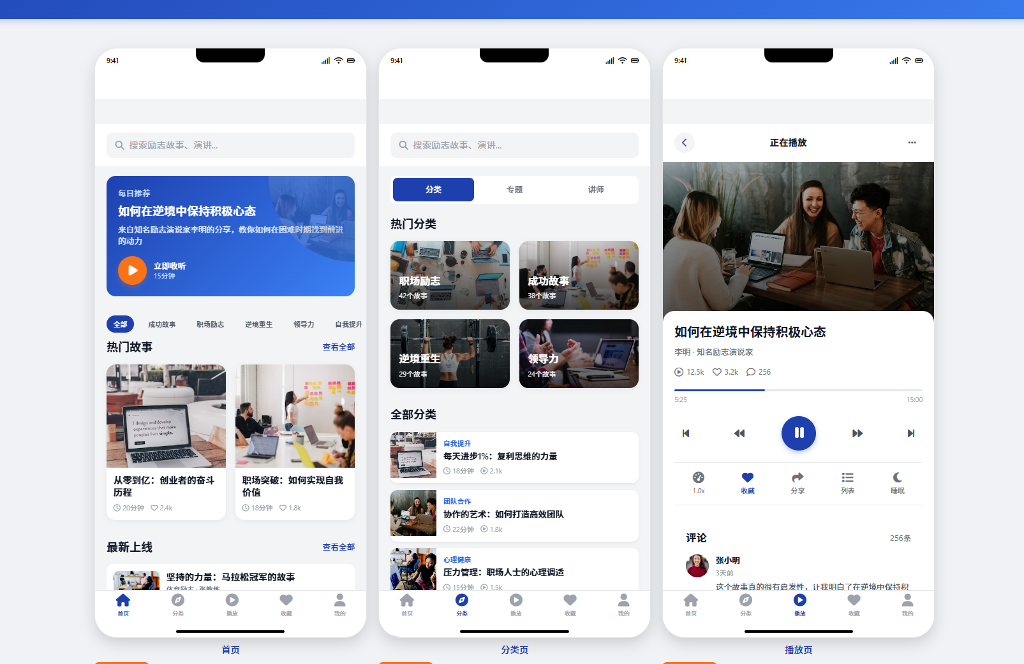 9:41
搜索励志故事、演讲...
每日推荐
如何在逆境中保持积极心态
来自知名励志演说家李明的分享，教你如何在困难时期找到前进
的动力
立即收听
15分钟
全部 成功故事 职场励志 逆境重生 领导力 自我提升
热门故事 查看全部
从零到亿：创业者的奋斗
历程
20分钟 2.4k
职场突破：如何实现自我
价值
18分钟 1.8k
最新上线 查看全部
坚持的力量：马拉松冠军的故事
首页 分类 播放 收藏 我的
首页
9:41
搜索励志故事、演讲...
分类 专题 讲师
热门分类
职场励志
42个故事
成功故事
38个故事
逆境重生
29个故事
领导力
24个故事
全部分类
自我提升
每天进步1%：复利思维的力量
18分钟 2.1k
团队合作
协作的艺术：如何打造高效团队
22分钟 1.8k
心理健康
压力管理：职场人士的心理调适
15分钟 1.5k
首页 分类 播放 收藏 我的
分类页
9:41
正在播放
如何在逆境中保持积极心态
李明 · 知名励志演说家
12.5k 3.2k 256
5:25 15:00
1.0x 收藏 分享 列表 睡眠
评论 256条
张小明
3天前
这个故事真的很有启发性，让我明白了在逆境中保持积
首页 分类 播放 收藏 我的
播放页